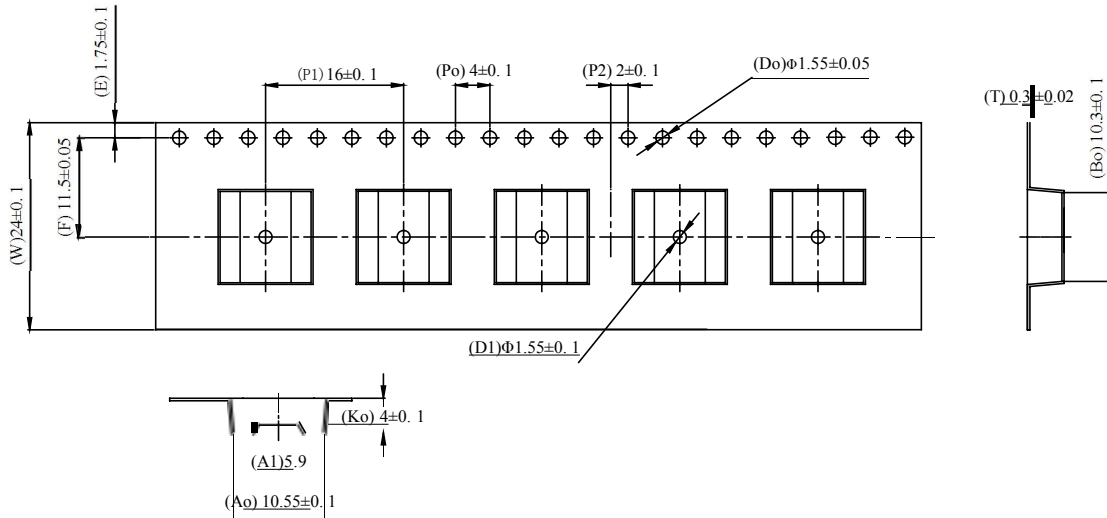 (E) 1.75±0.1
(P1) 16±0.1
(Po) 4±0.1
(P2) 2±0.1
(Do)Φ1.55±0.05
(T) 0.3±0.02
(Bo) 10.3±0.1
(F) 11.5±0.05
(W)24±0.1
(D1)Φ1.55±0.1
(Ko) 4±0.1
(A1)5.9
(Ao) 10.55±0.1